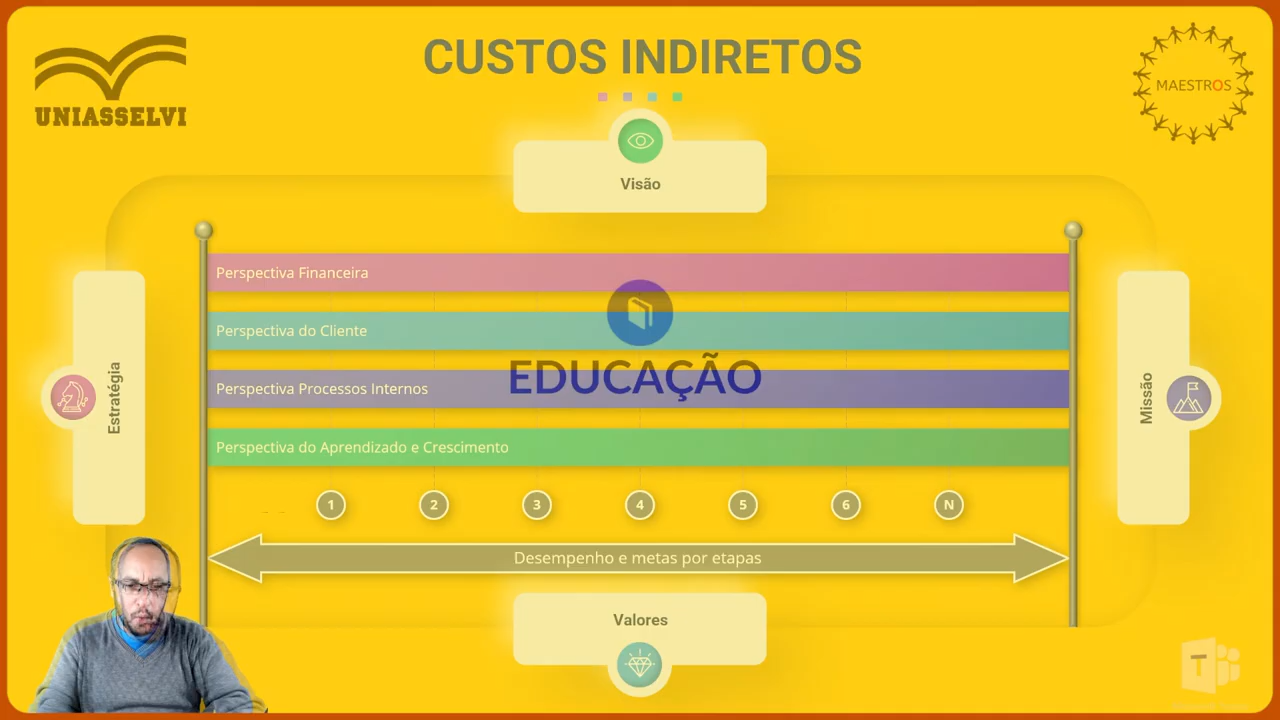 CUSTOS INDIRETOS
UNIASSELVI
MAESTROS
Visão
Perspectiva Financeira
Perspectiva do Cliente
EDUCAÇÃO
Perspectiva Processos Internos
Perspectiva do Aprendizado e Crescimento
Estratégia
Missão
1 2 3 4 5 6 N
Desempenho e metas por etapas
Valores
T